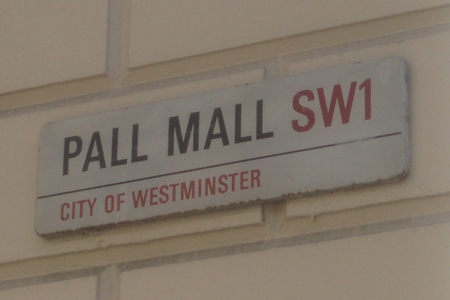 PALL MALL SW1
CITY OF WESTMINSTER